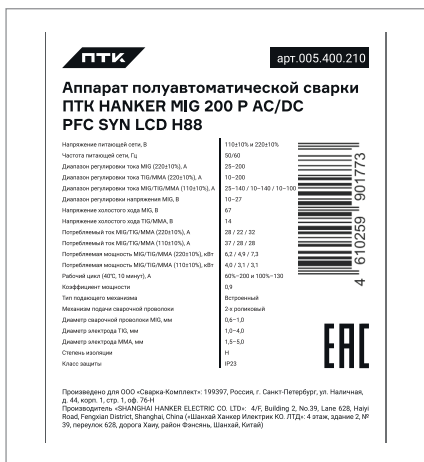 ПТК
арт.005.400.210
Аппарат полуавтоматической сварки
ПТК HANKER MIG 200 P AC/DC
PFC SYN LCD H88
Напряжение питающей сети, В 110±10% и 220±10%
Частота питающей сети, Гц 50/60
Диапазон регулировки тока MIG (220±10%), А 25–200
Диапазон регулировки тока TIG/MMA (220±10%), А 10–200
Диапазон регулировки тока MIG/TIG/MMA (110±10%), А 25–140 / 10–140 / 10–100
Диапазон регулировки напряжения MIG, В 10–27
Напряжение холостого хода MIG, В 67
Напряжение холостого хода TIG/MMA, В 14
Потребляемый ток MIG/TIG/MMA (220±10%), А 28 / 22 / 32
Потребляемый ток MIG/TIG/MMA (110±10%), А 37 / 28 / 28
Потребляемая мощность MIG/TIG/MMA (220±10%), кВт 6,2 / 4,9 / 7,3
Потребляемая мощность MIG/TIG/MMA (110±10%), кВт 4,0 / 3,1 / 3,1
Рабочий цикл (40°C, 10 минут), А 60%–200 и 100%–130
Коэффициент мощности 0,9
Тип подающего механизма Встроенный
Механизм подачи сварочной проволоки 2-х роликовый
Диаметр сварочной проволоки MIG, мм 0,6–1,0
Диаметр электрода TIG, мм 1,0–4,0
Диаметр электрода MMA, мм 1,5–5,0
Степень изоляции H
Класс защиты IP23
4 610259 901773
EAC
Произведено для ООО «Сварка-Комплект»: 199397, Россия, г. Санкт-Петербург, ул. Наличная,
д. 44, корп. 1, стр. 1, оф. 76-Н
Производитель «SHANGHAI HANKER ELECTRIC CO. LTD»: 4/F, Building 2, No.39, Lane 628, Haiyi
Road, Fengxian District, Shanghai, China («Шанхай Ханкер Илектрик КО. ЛТД»: 4 этаж, здание 2, №
39, переулок 628, дорога Хаиу, район Фэнсянь, Шанхай, Китай)